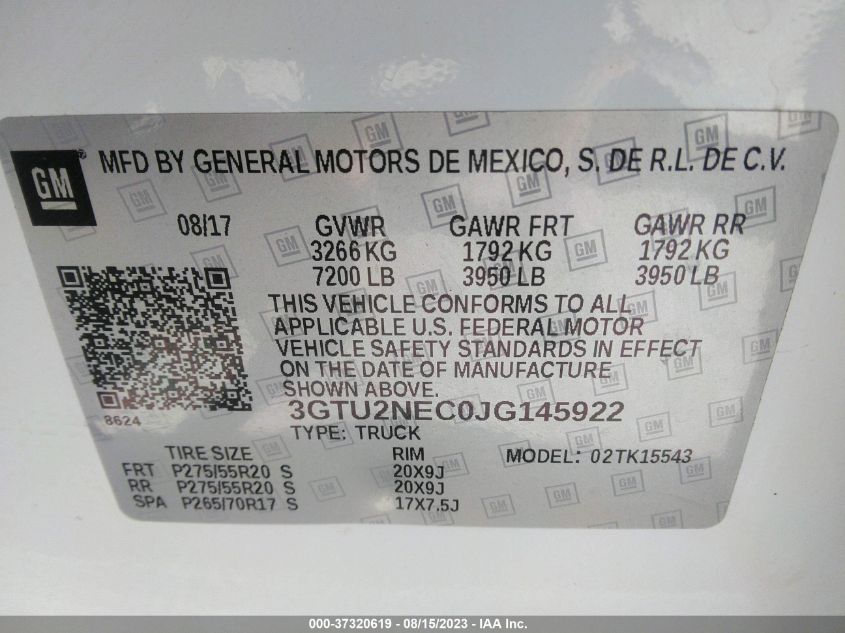 GM
MFD BY GENERAL MOTORS DE MEXICO, S. DE R.L. DE C.V.
08/17 GVWR GAWR FRT GAWR RR
3266 KG 1792 KG 1792 KG
7200 LB 3950 LB 3950 LB
THIS VEHICLE CONFORMS TO ALL
APPLICABLE U.S. FEDERAL MOTOR
VEHICLE SAFETY STANDARDS IN EFFECT
ON THE DATE OF MANUFACTURE
SHOWN ABOVE.
8624
3GTU2NEC0JG145922
TYPE: TRUCK
TIRE SIZE RIM MODEL: 02TK15543
FRT P275/55R20 S 20X9J
RR P275/55R20 S 20X9J
SPA P265/70R17 S 17X7.5J
000-37320619 - 08/15/2023 - IAA Inc.